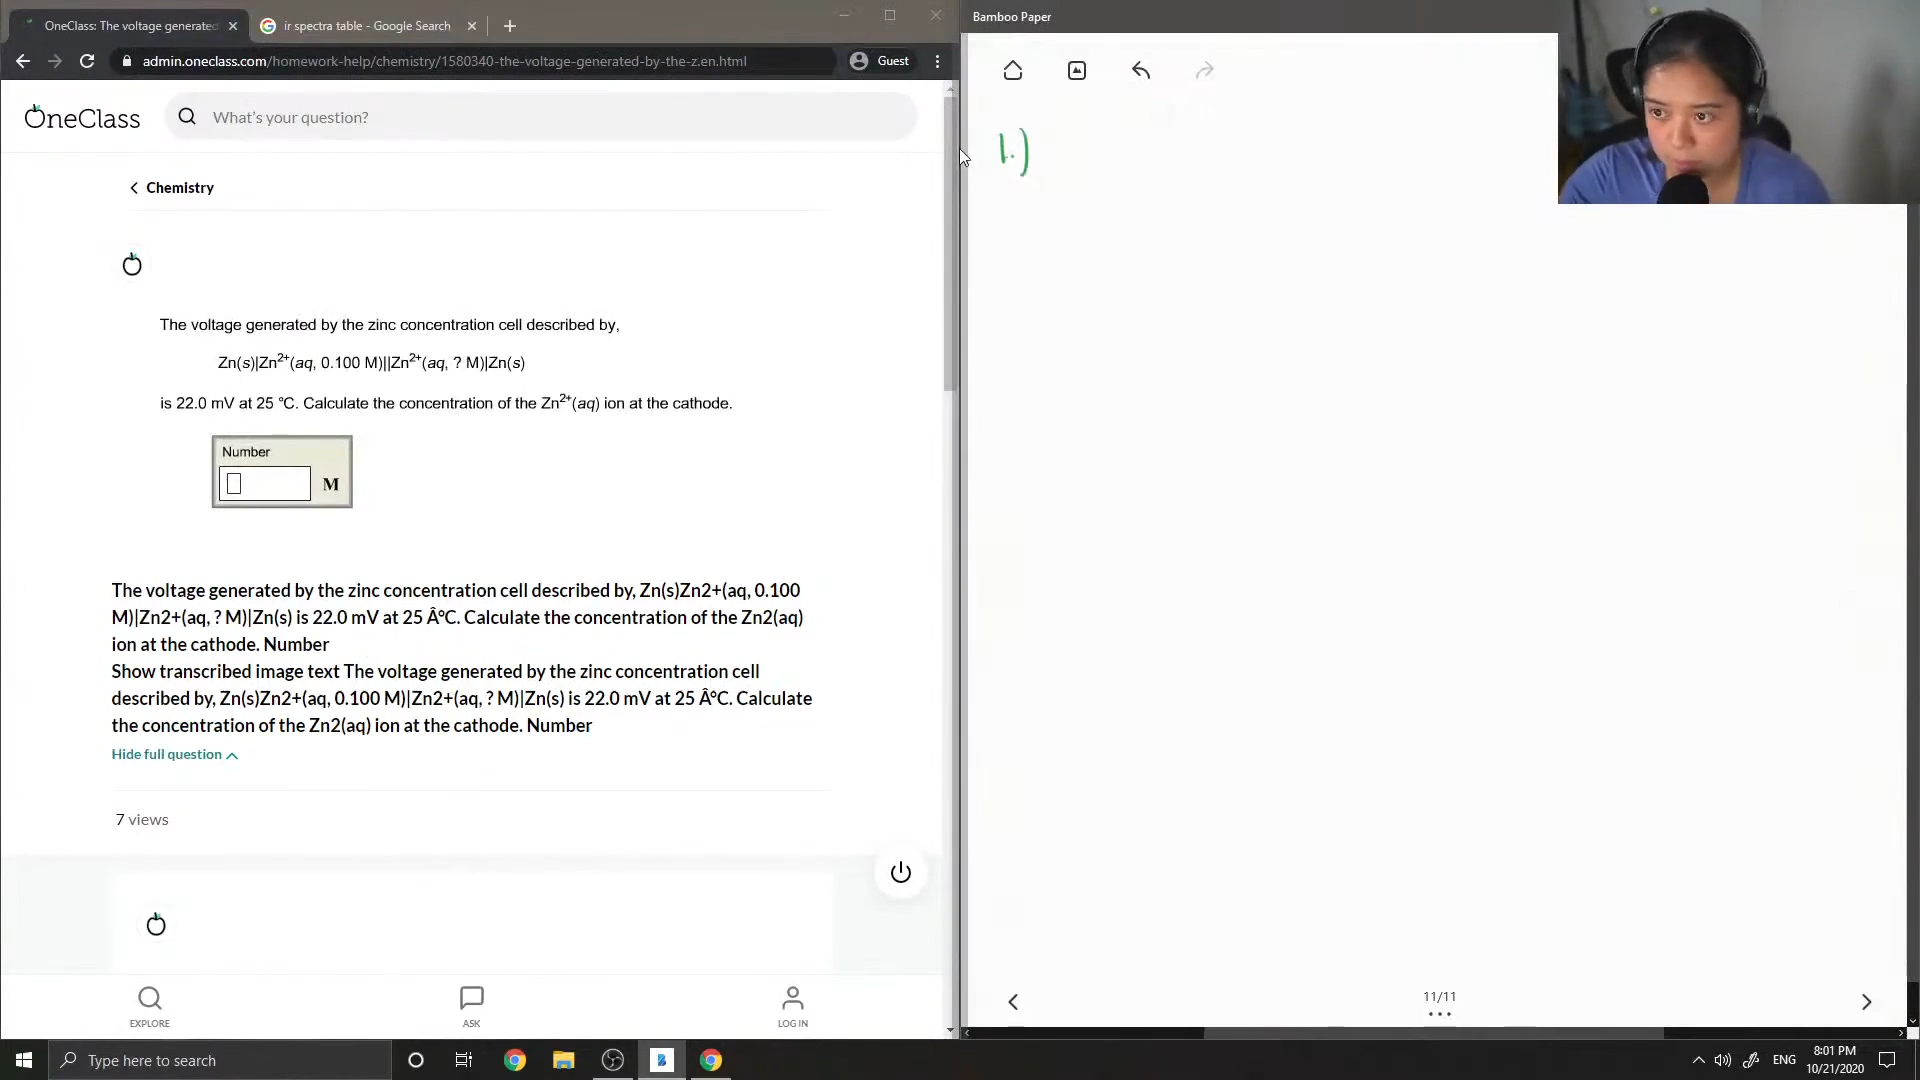 OneClass: The voltage generated
ir spectra table - Google Search
Bamboo Paper
admin.oneclass.com/homework-help/chemistry/1580340-the-voltage-generated-by-the-z.en.html
Guest
OneClass
What's your question?
1.)
Chemistry
The voltage generated by the zinc concentration cell described by,
Zn(s)|Zn²⁺(aq, 0.100 M)||Zn²⁺(aq, ? M)|Zn(s)
is 22.0 mV at 25 °C. Calculate the concentration of the Zn²⁺(aq) ion at the cathode.
Number
M
The voltage generated by the zinc concentration cell described by, Zn(s)Zn2+(aq, 0.100
M)|Zn2+(aq, ? M)|Zn(s) is 22.0 mV at 25 Â°C. Calculate the concentration of the Zn2(aq)
ion at the cathode. Number
Show transcribed image text The voltage generated by the zinc concentration cell
described by, Zn(s)Zn2+(aq, 0.100 M)|Zn2+(aq, ? M)|Zn(s) is 22.0 mV at 25 Â°C. Calculate
the concentration of the Zn2(aq) ion at the cathode. Number
Hide full question
7 views
EXPLORE
ASK
LOG IN
11/11
Type here to search
ENG
8:01 PM
10/21/2020